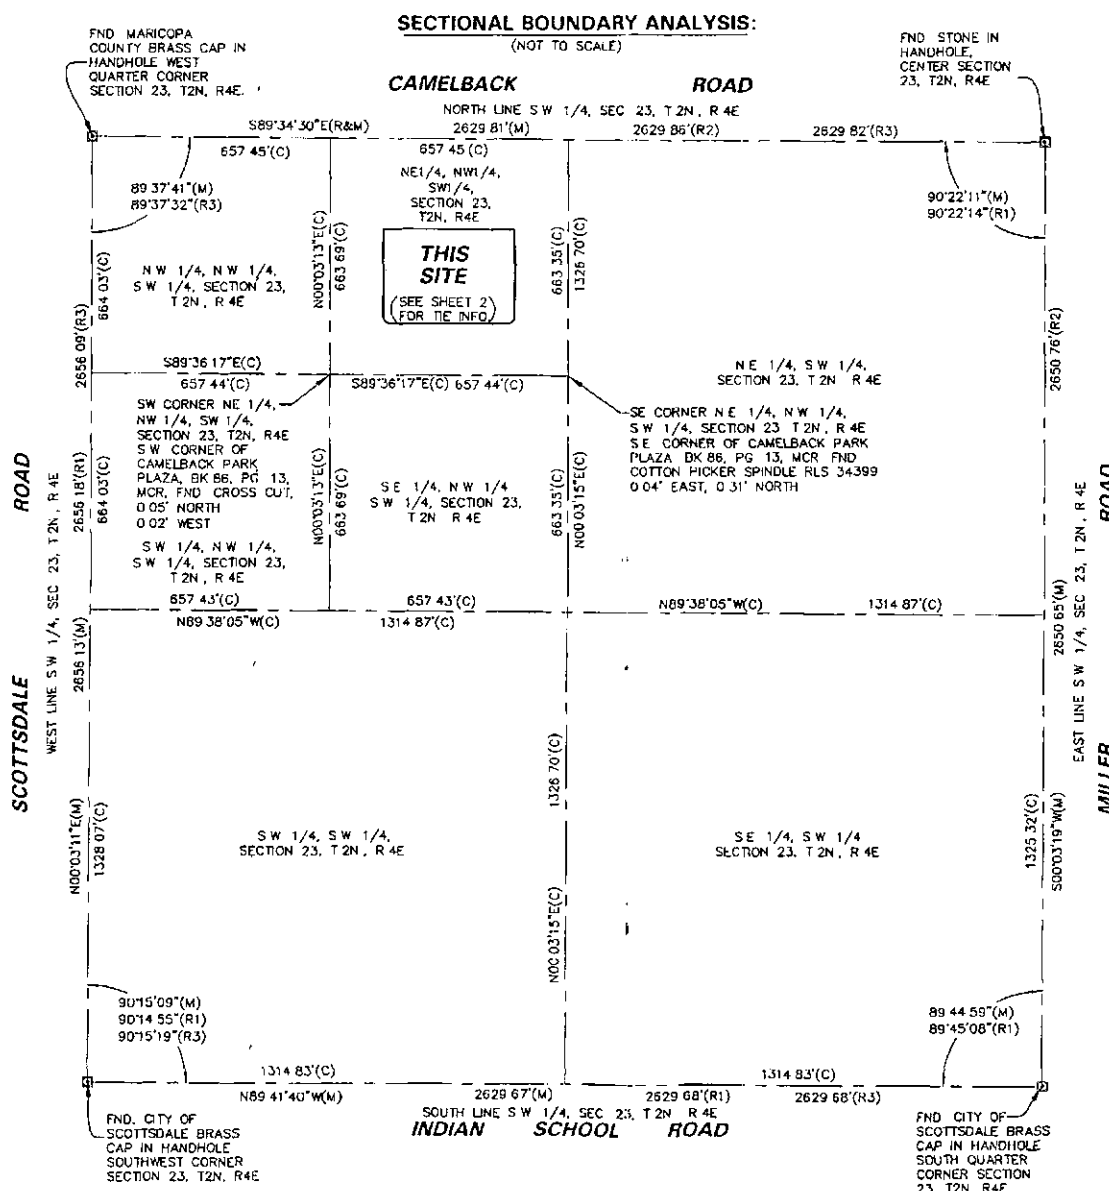 SECTIONAL BOUNDARY ANALYSIS:
(NOT TO SCALE)
FND MARICOPA
COUNTY BRASS CAP IN
HANDHOLE WEST
QUARTER CORNER
SECTION 23, T2N, R4E.
FND STONE IN
HANDHOLE,
CENTER SECTION
23, T2N, R4E
CAMELBACK ROAD
NORTH LINE S W 1/4, SEC 23, T 2N, R 4E
S89°34'30"E(R&M) 2629 81'(M) 2629 86'(R2) 2629 82'(R3)
657 45'(C) 657 45 (C)
89 37'41"(M)
89°37'32"(R3)
90°22'11"(M)
90°22'14"(R1)
NE1/4, NW1/4,
SW1/4,
SECTION 23,
T2N, R4E
THIS
SITE
(SEE SHEET 2)
(FOR TIE INFO)
N00°03'13"E(C)
663 69'(C)
663 35'(C)
1326 70'(C)
664 03'(C)
2656 09'(R3)
2650 76'(R2)
N W 1/4, N W 1/4,
S W 1/4, SECTION 23,
T 2N, R 4E
N E 1/4, S W 1/4,
SECTION 23, T 2N R 4E
S89°36 17"E(C)
657 44'(C)
S89°36'17"E(C) 657 44'(C)
SW CORNER NE 1/4,
NW 1/4, SW 1/4,
SECTION 23, T2N, R4E
S W CORNER OF
CAMELBACK PARK
PLAZA, BK 86, PG 13,
MCR, FND CROSS CUT,
0 05' NORTH
0 02' WEST
SE CORNER N E 1/4, N W 1/4,
S W 1/4, SECTION 23 T 2N, R 4E
S E CORNER OF CAMELBACK PARK
PLAZA BK 86, PG 13, MCR FND
COTTON PICKER SPINDLE RLS 34399
0 04' EAST, 0 31' NORTH
N00°03'13"E(C)
663 69'(C)
663 35'(C)
N00 03'15"E(C)
2656 18'(R1)
664 03'(C)
S E 1/4, N W 1/4
S W 1/4, SECTION 23,
T 2N R 4E
S W 1/4, N W 1/4,
S W 1/4, SECTION 23,
T 2N, R 4E
657 43'(C) 657 43'(C) N89°38'05"W(C) 1314 87'(C)
N89 38'05"W(C) 1314 87'(C)
SCOTTSDALE ROAD
WEST LINE S W 1/4, SEC 23, T 2N, R 4E
2656 13'(M)
N00°03'11"E(M)
1328 07'(C)
1326 70'(C)
N00 03'15"E(C)
2650 65'(M)
1325 32'(C)
S00°03'19"W(M)
EAST LINE S W 1/4, SEC 23, T 2N, R 4E
MILLER ROAD
S W 1/4, S W 1/4,
SECTION 23, T 2N, R 4E
S E 1/4, S W 1/4
SECTION 23, T 2N, R 4E
90°15'09"(M)
90°14 55"(R1)
90°15'19"(R3)
89 44 59"(M)
89°45'08"(R1)
1314 83'(C) 1314 83'(C)
N89 41'40"W(M) 2629 67'(M) 2629 68'(R1) 2629 68'(R3)
SOUTH LINE S W 1/4, SEC 23, T 2N R 4E
INDIAN SCHOOL ROAD
FND. CITY OF
SCOTTSDALE BRASS
CAP IN HANDHOLE
SOUTHWEST CORNER
SECTION 23, T2N, R4E
FND CITY OF
SCOTTSDALE BRASS
CAP IN HANDHOLE
SOUTH QUARTER
CORNER SECTION
23, T2N, R4E